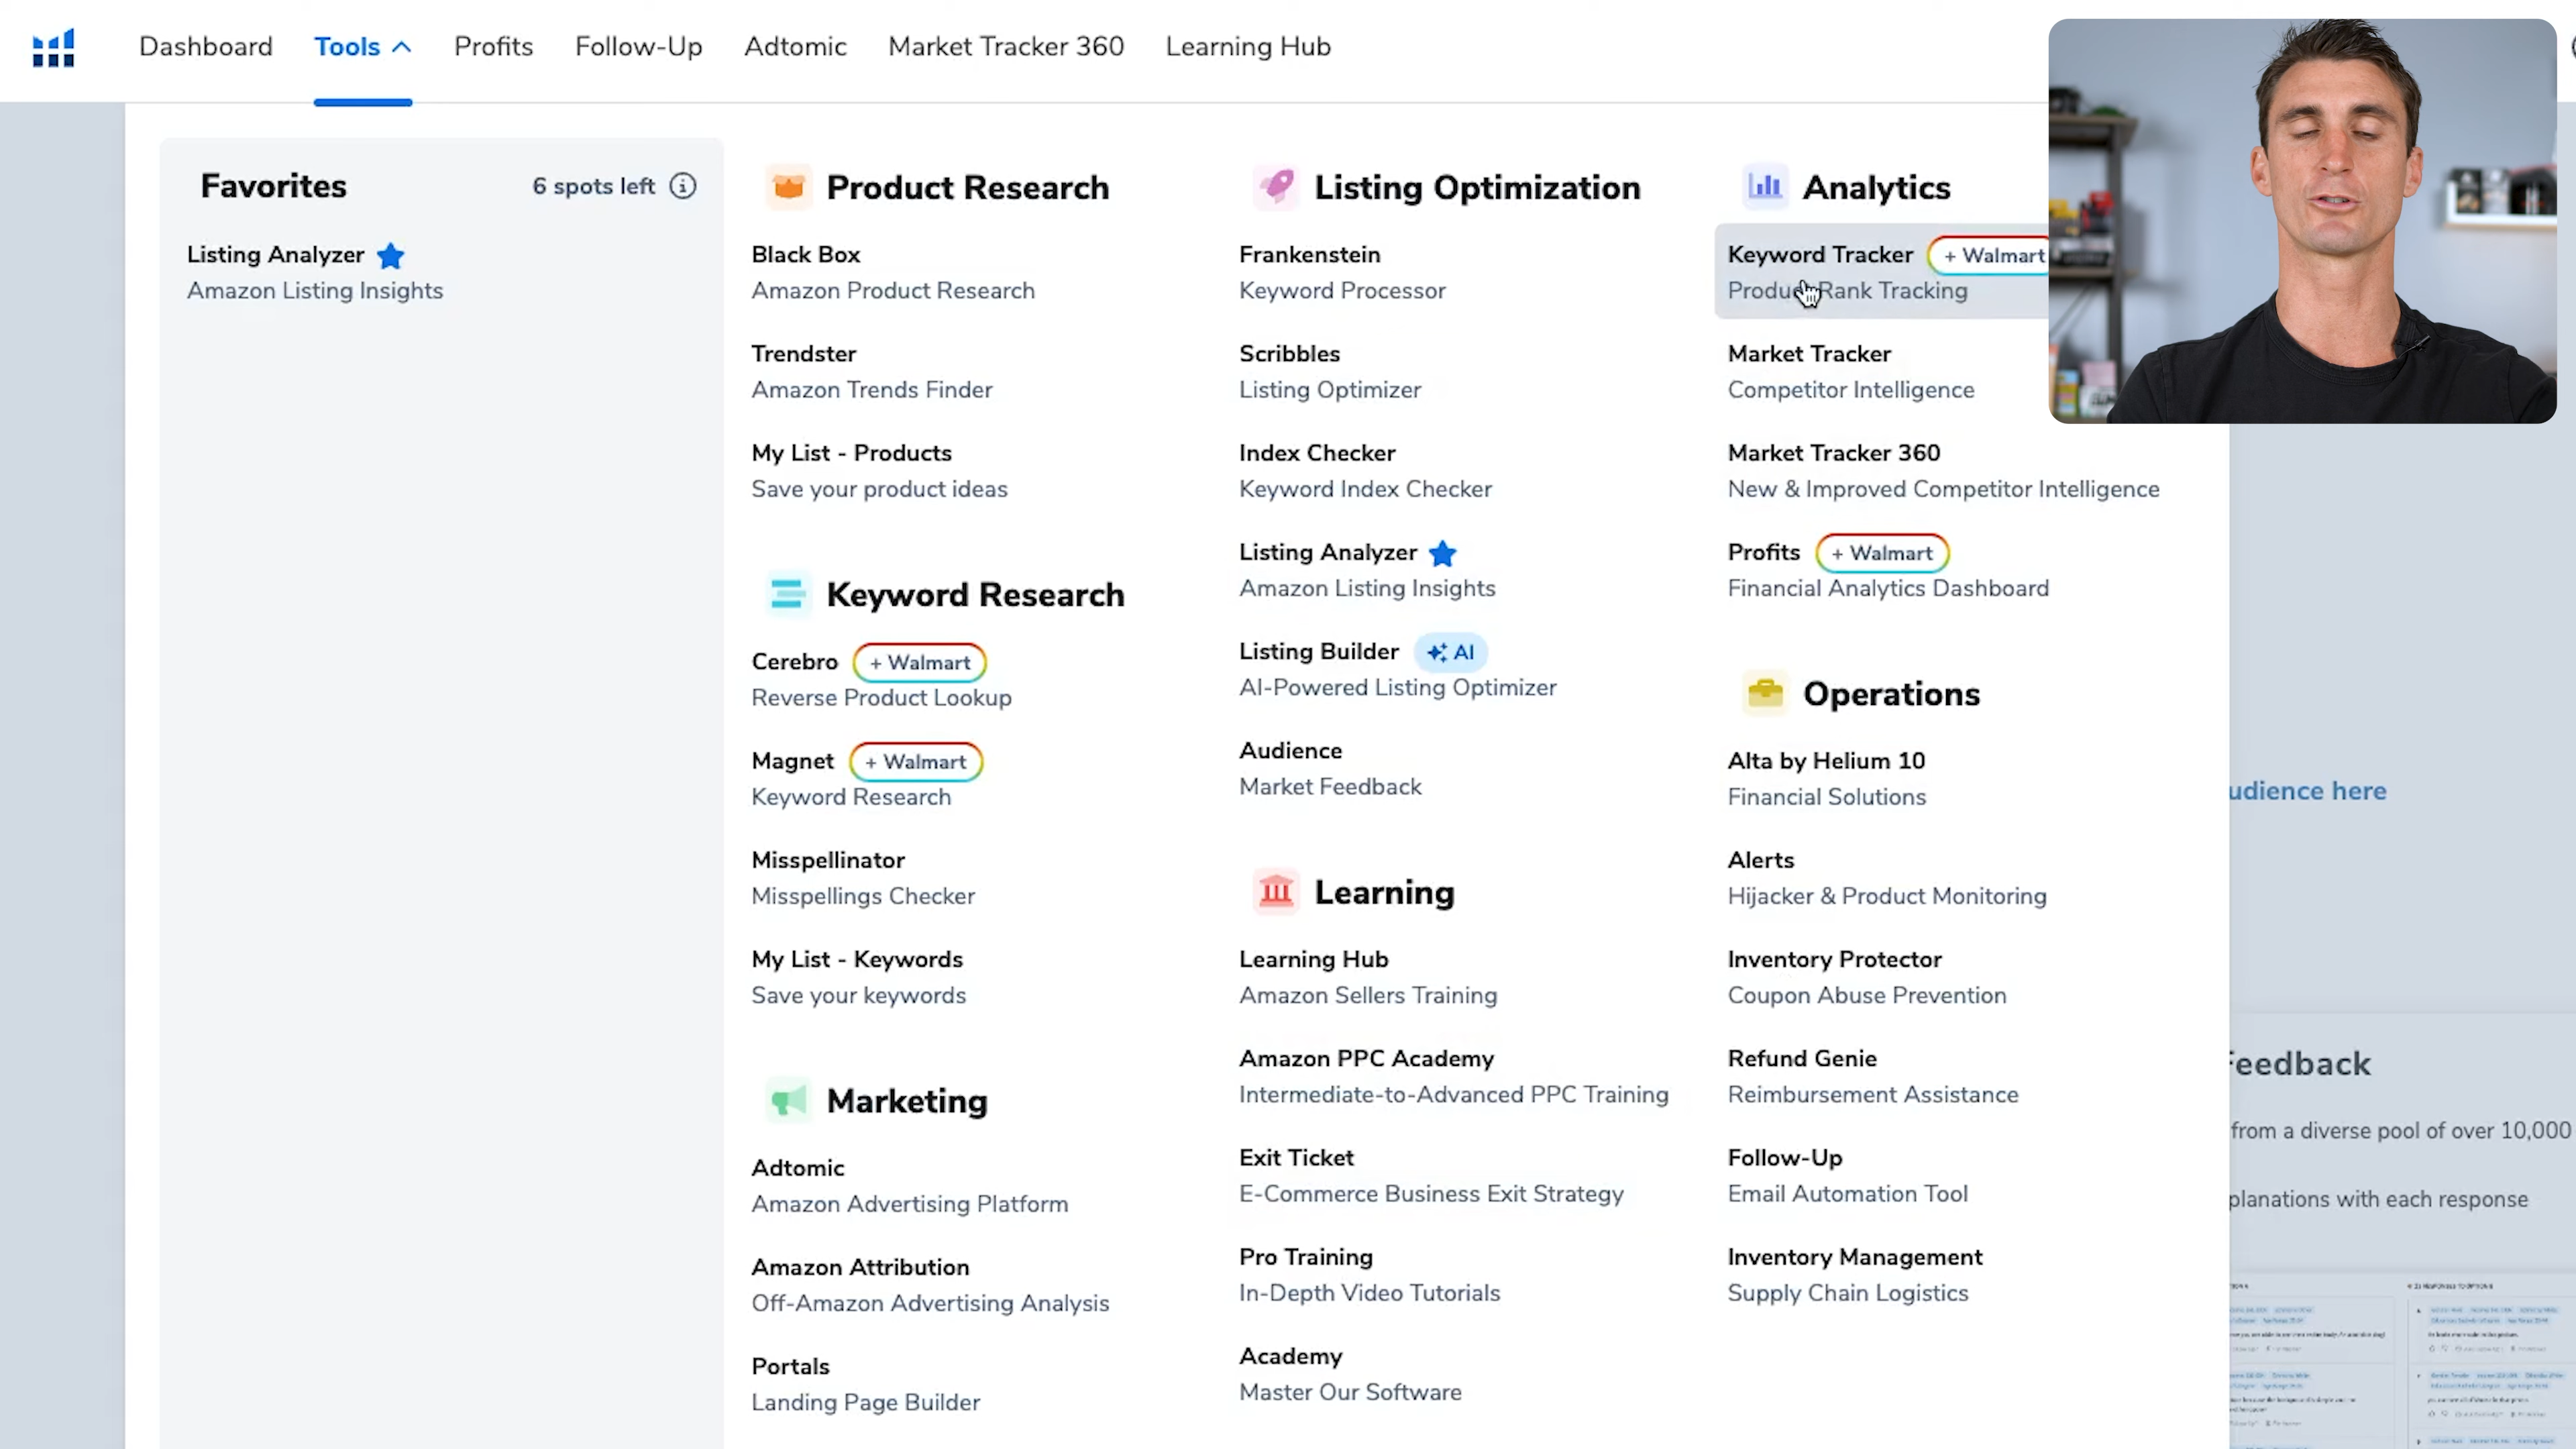 Dashboard
Tools
Profits
Follow-Up
Adtomic
Market Tracker 360
Learning Hub
Favorites
6 spots left
Listing Analyzer
Amazon Listing Insights
Product Research
Black Box
Amazon Product Research
Trendster
Amazon Trends Finder
My List - Products
Save your product ideas
Keyword Research
Cerebro + Walmart
Reverse Product Lookup
Magnet + Walmart
Keyword Research
Misspellinator
Misspellings Checker
My List - Keywords
Save your keywords
Marketing
Adtomic
Amazon Advertising Platform
Amazon Attribution
Off-Amazon Advertising Analysis
Portals
Landing Page Builder
Listing Optimization
Frankenstein
Keyword Processor
Scribbles
Listing Optimizer
Index Checker
Keyword Index Checker
Listing Analyzer
Amazon Listing Insights
Listing Builder AI
AI-Powered Listing Optimizer
Audience
Market Feedback
Learning
Learning Hub
Amazon Sellers Training
Amazon PPC Academy
Intermediate-to-Advanced PPC Training
Exit Ticket
E-Commerce Business Exit Strategy
Pro Training
In-Depth Video Tutorials
Academy
Master Our Software
Analytics
Keyword Tracker + Walmart
Product Rank Tracking
Market Tracker
Competitor Intelligence
Market Tracker 360
New & Improved Competitor Intelligence
Profits + Walmart
Financial Analytics Dashboard
Operations
Alta by Helium 10
Financial Solutions
Alerts
Hijacker & Product Monitoring
Inventory Protector
Coupon Abuse Prevention
Refund Genie
Reimbursement Assistance
Follow-Up
Email Automation Tool
Inventory Management
Supply Chain Logistics
udience here
Feedback
from a diverse pool of over 10,000
planations with each response